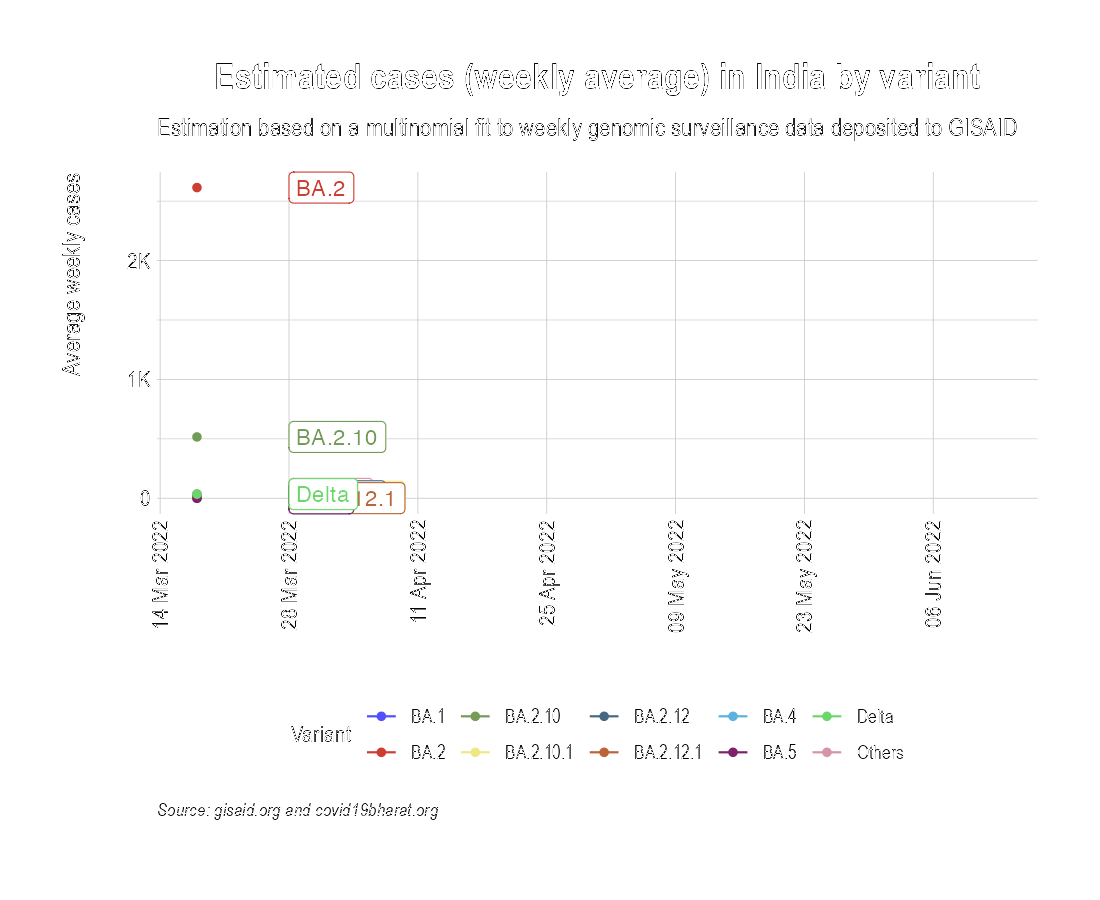 Estimated cases (weekly average) in India by variant
Estimation based on a multinomial fit to weekly genomic surveillance data deposited to GISAID
Average weekly cases
2K
1K
0
BA.2
BA.2.10
Delta
12.1
14 Mar 2022
28 Mar 2022
11 Apr 2022
25 Apr 2022
09 May 2022
23 May 2022
06 Jun 2022
Variant
BA.1
BA.2.10
BA.2.12
BA.4
Delta
BA.2
BA.2.10.1
BA.2.12.1
BA.5
Others
Source: gisaid.org and covid19bharat.org